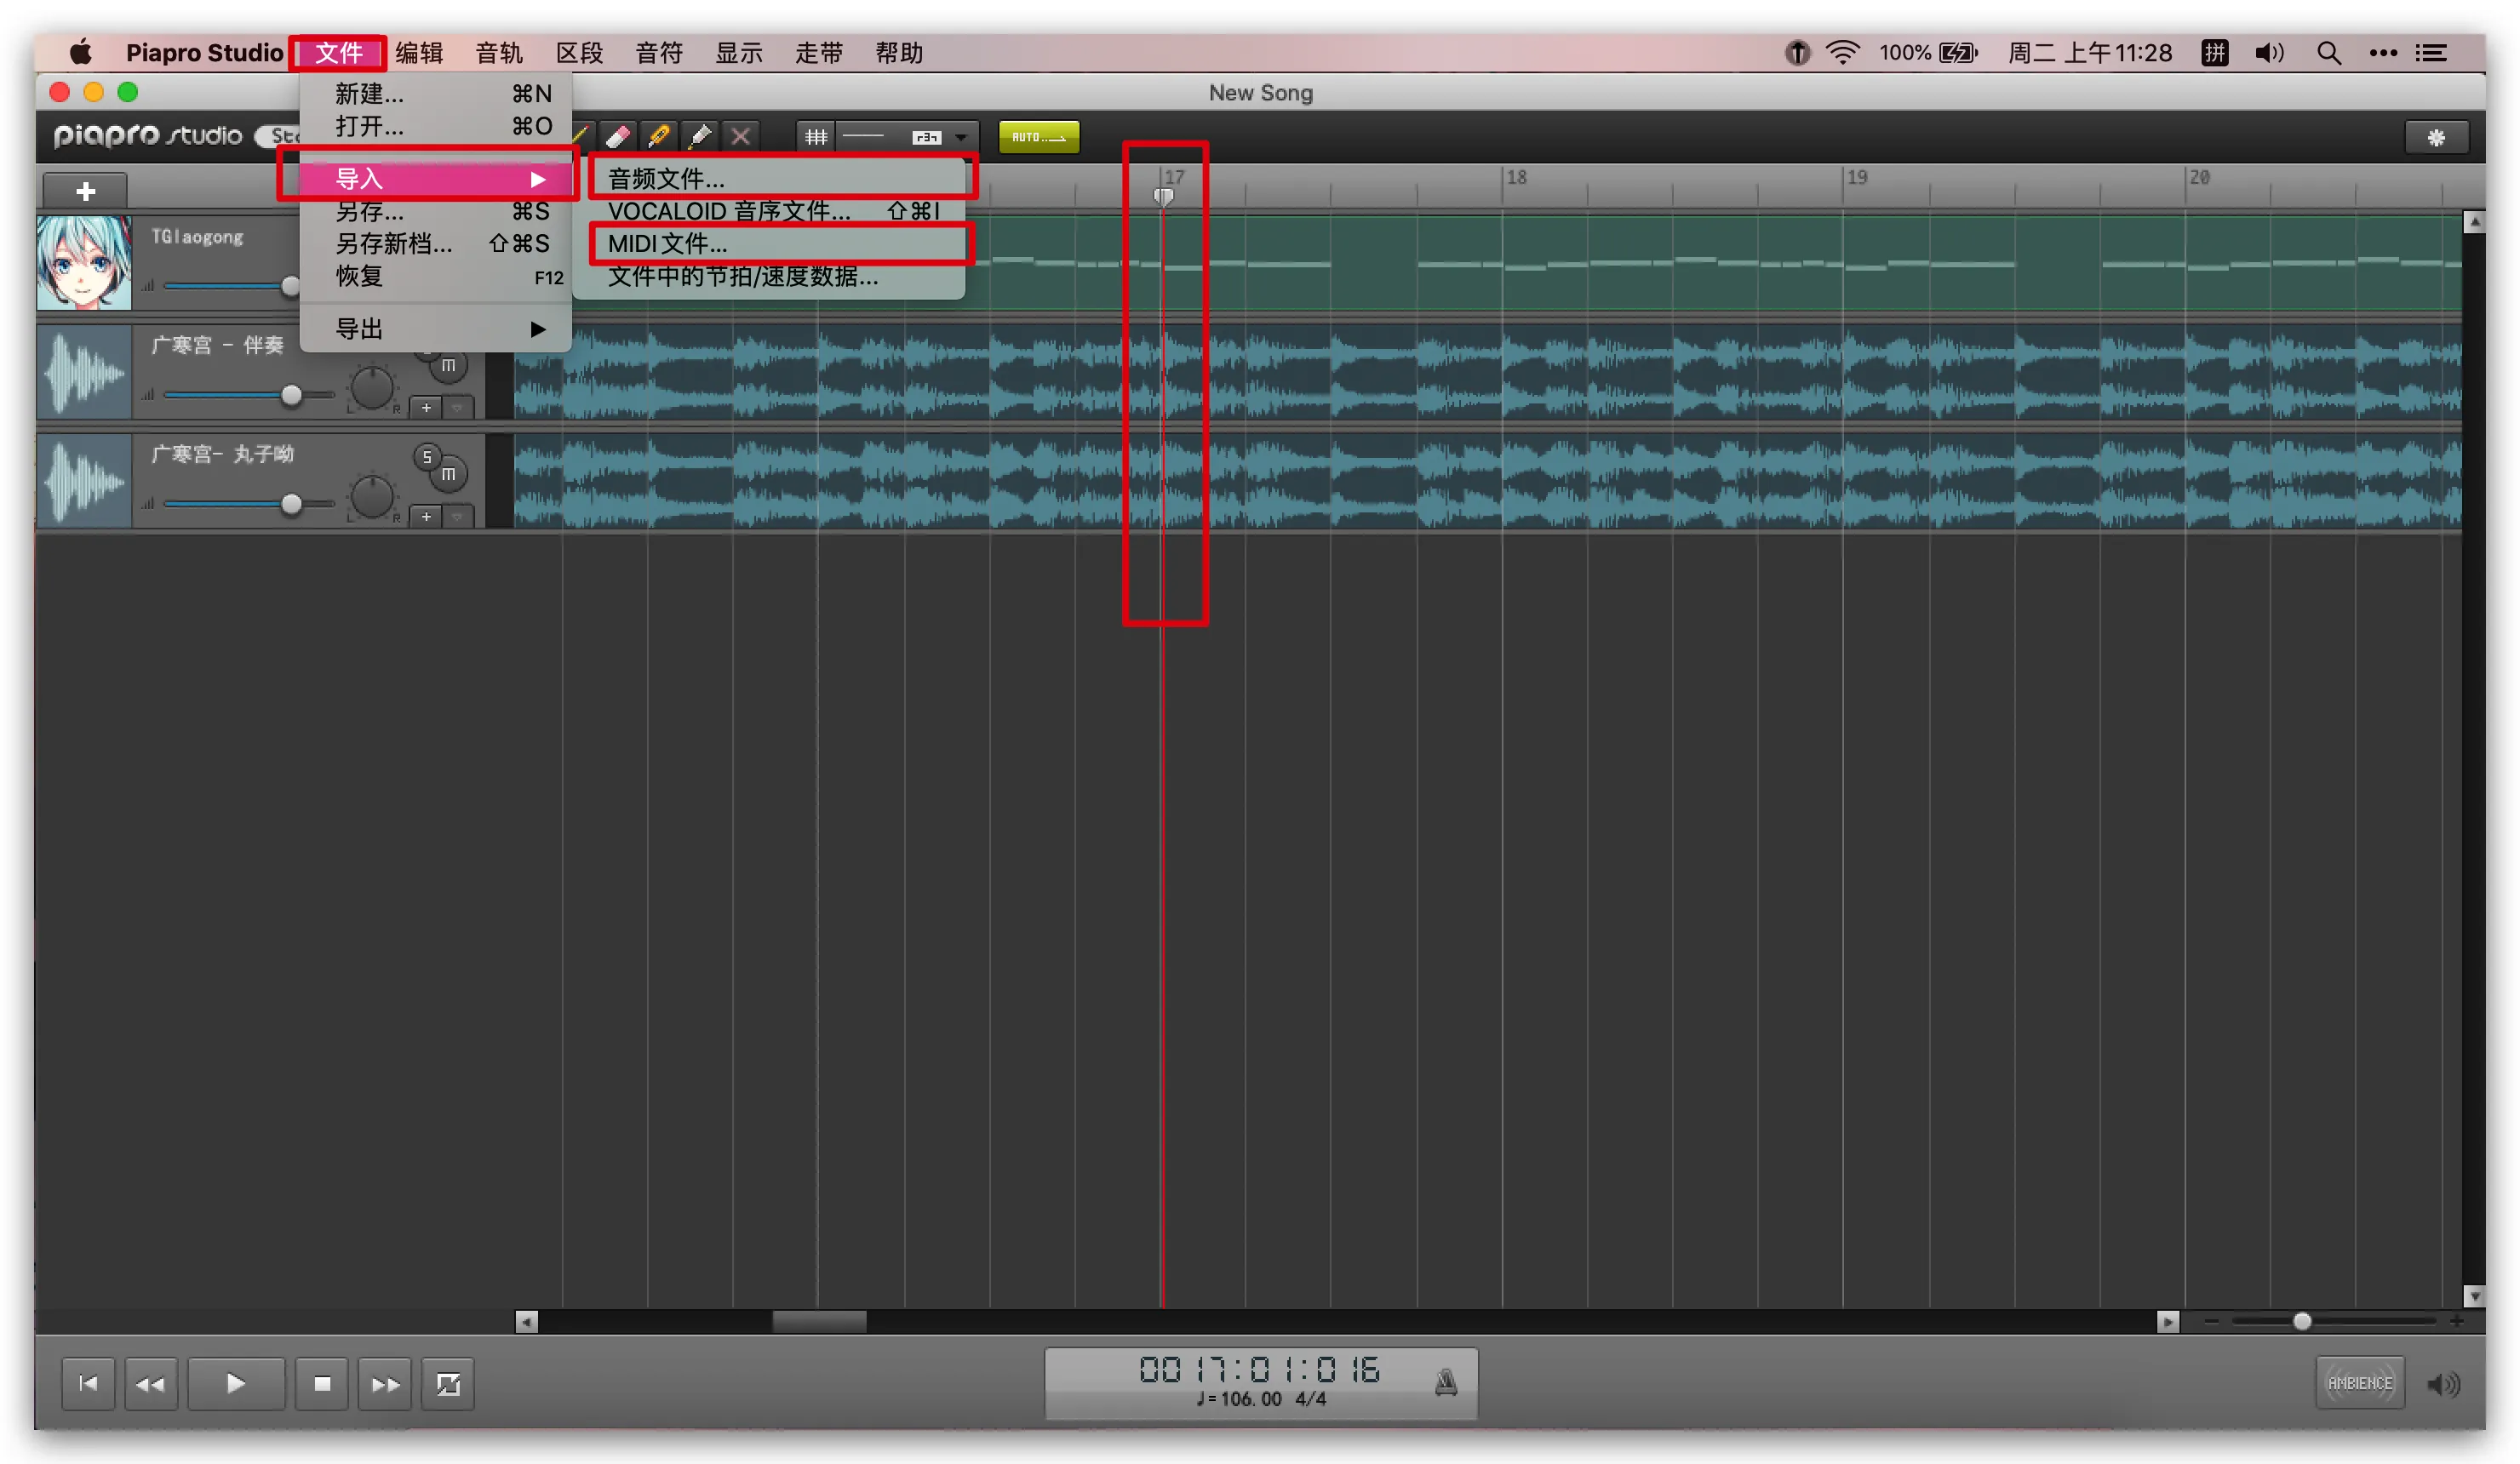 Piapro Studio 文件 编辑 音轨 区段 音符 显示 走带 帮助 100% 周二 上午11:28 拼
New Song
新建... ⌘N
打开... ⌘O
导入 ▶
另存... ⌘S
另存新档... ⇧⌘S
恢复 F12
导出 ▶
音频文件...
VOCALOID 音序文件... ⇧⌘I
MIDI 文件...
文件中的节拍/速度数据...
piapro studio
AUTO
17 18 19 20
TGlaogong
广寒宫 - 伴奏
m
L R
广寒宫- 丸子呦
S
m
L R
0017:01:016
♩=106.00 4/4
AMBIENCE